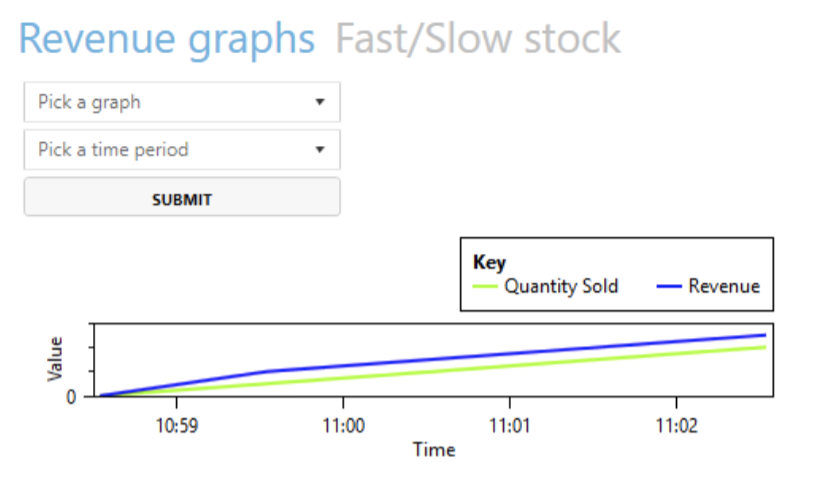 Revenue graphs Fast/Slow stock
Pick a graph
Pick a time period
SUBMIT
Key
Quantity Sold Revenue
Value
0
10:59 11:00 11:01 11:02
Time